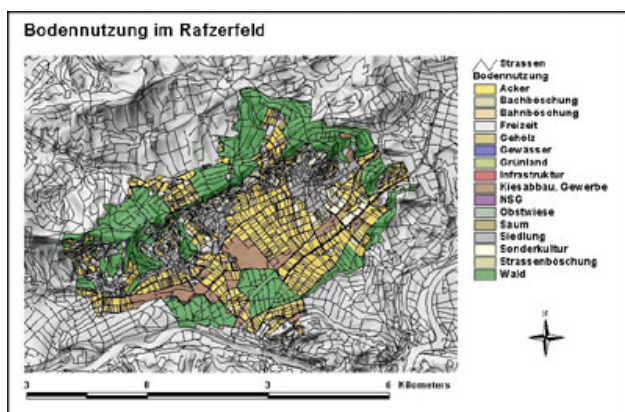 Bodennutzung im Rafzerfeld
Strassen
Bodennutzung
Acker
Bachböschung
Bahnböschung
Freizeit
Gehölz
Gewässer
Grünland
Infrastruktur
Kiesabbau, Gewerbe
NSG
Obstwiese
Saum
Siedlung
Sonderkultur
Strassenböschung
Wald
N
3 0 3 6 Kilometers